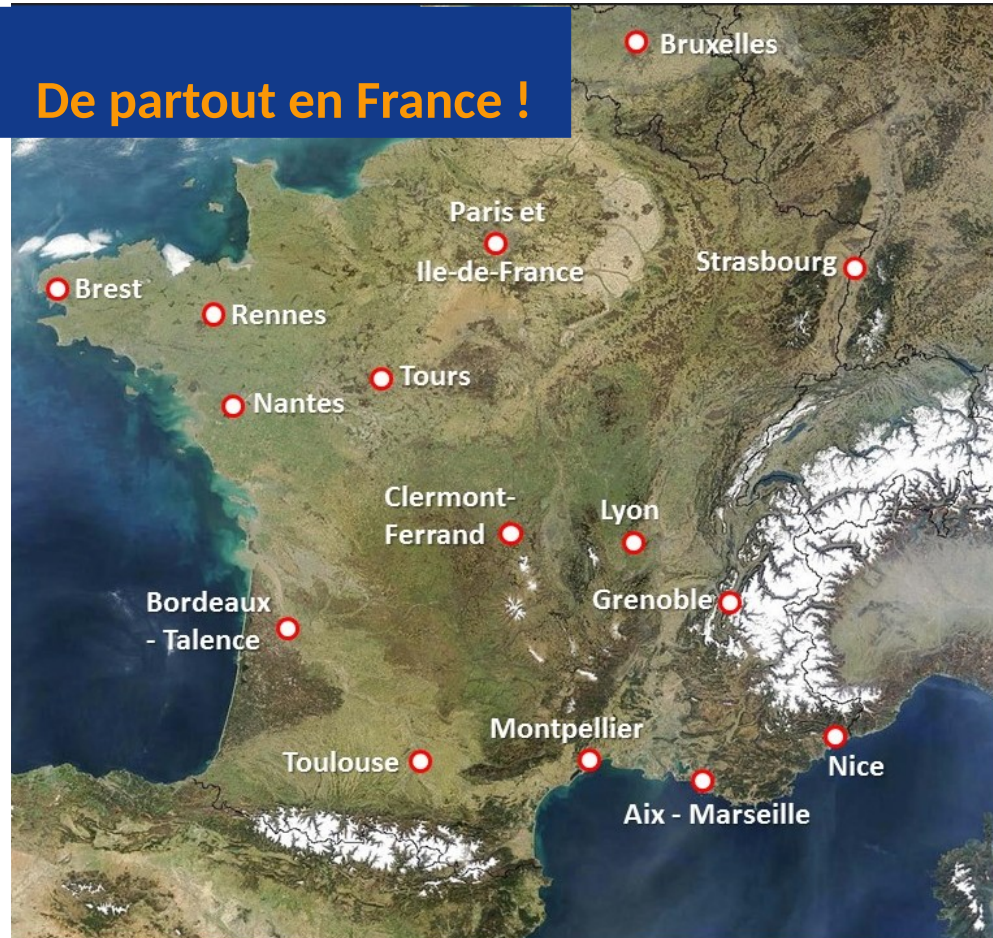 De partout en France !
Bruxelles
Paris et
Ile-de-France
Strasbourg
Brest
Rennes
Tours
Nantes
Clermont-
Ferrand
Lyon
Grenoble
Bordeaux
- Talence
Montpellier
Toulouse
Nice
Aix - Marseille